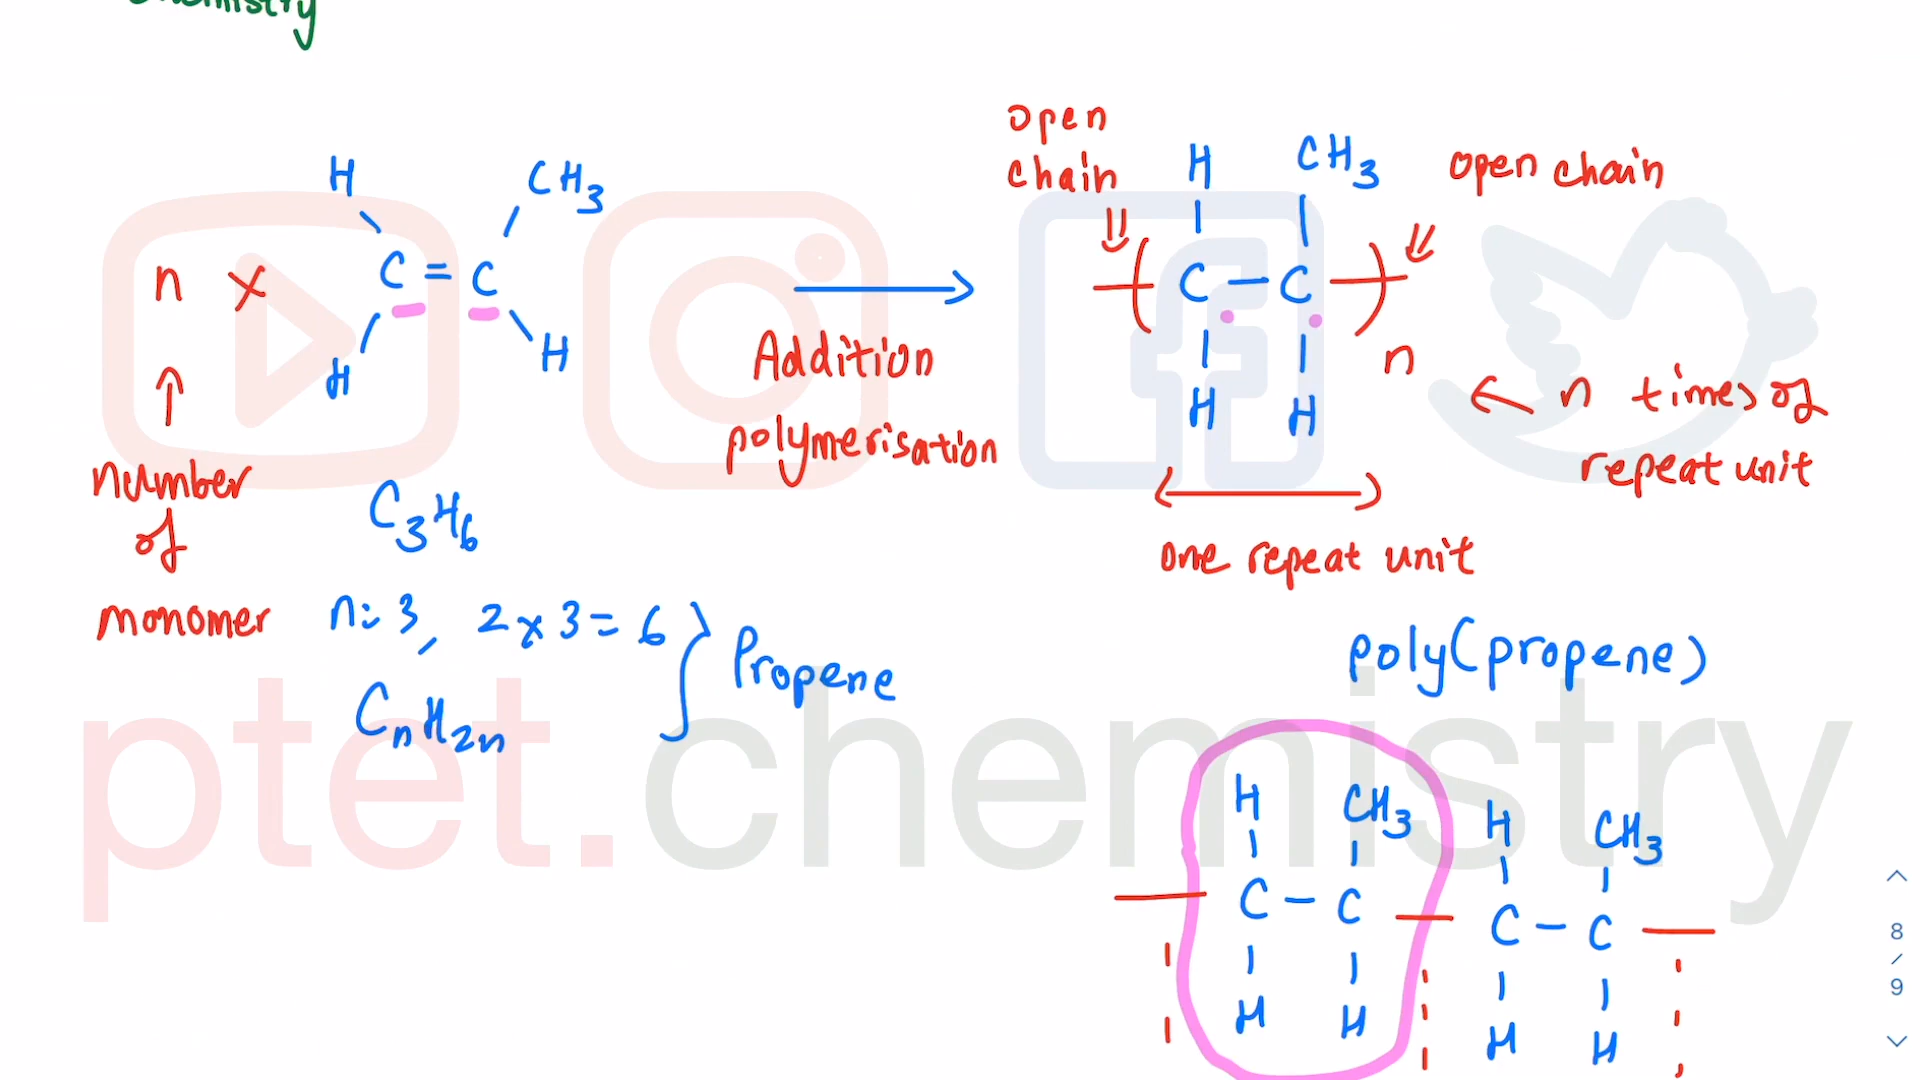 chemistry
open
chain
open chain
H
CH3
H
CH3
n x
C = C
( C – C )
n
H
H
H
H
Addition
polymerisation
n times of
repeat unit
number
of
monomer
C3H6
one repeat unit
n = 3, 2 x 3 = 6
CnH2n
} Propene
poly(propene)
ptet.chemistry
H
CH3
H
CH3
C – C
C – C
H
H
H
H
8
/
9